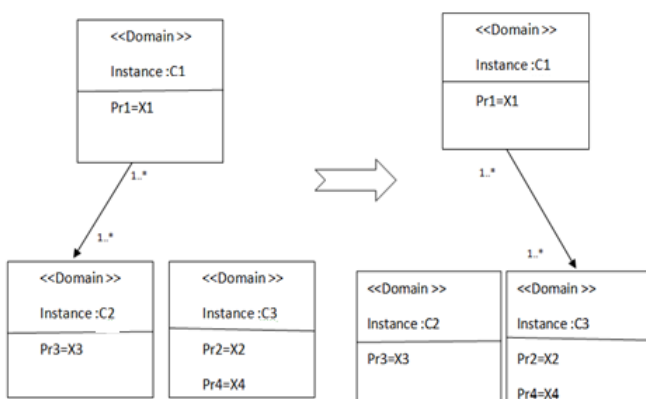 <<Domain >>
Instance :C1
Pr1=X1
1..*
1..*
<<Domain >>
Instance :C2
Pr3=X3
<<Domain >>
Instance :C3
Pr2=X2
Pr4=X4
<<Domain >>
Instance :C1
Pr1=X1
1..*
1..*
<<Domain >>
Instance :C2
Pr3=X3
<<Domain >>
Instance :C3
Pr2=X2
Pr4=X4